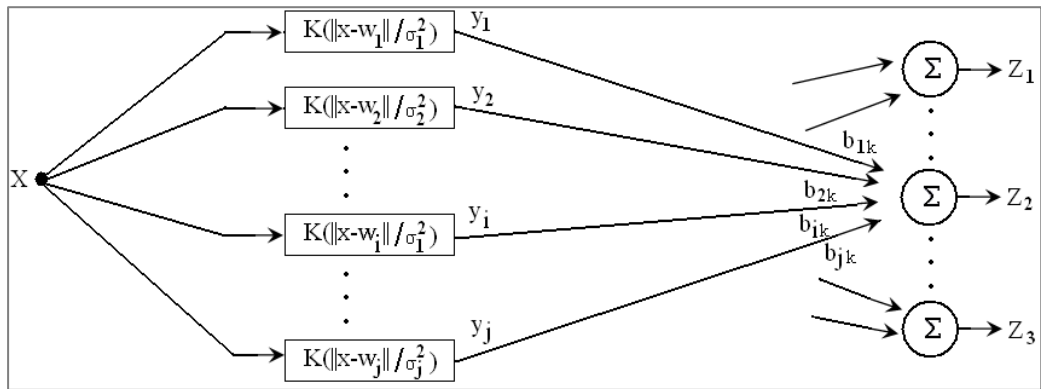 X
K(‖x-w₁‖/σ₁²)
y₁
K(‖x-w₂‖/σ₂²)
y₂
K(‖x-wᵢ‖/σ₁²)
yᵢ
K(‖x-wⱼ‖/σⱼ²)
yⱼ
b₁ₖ
b₂ₖ
bᵢₖ
bⱼₖ
Σ
Z₁
Σ
Z₂
Σ
Z₃